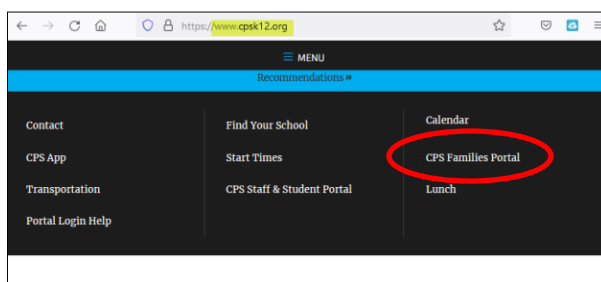 https://www.cpsk12.org
MENU
Recommendations »
Contact
Find Your School
Calendar
CPS App
Start Times
CPS Families Portal
Transportation
CPS Staff & Student Portal
Lunch
Portal Login Help